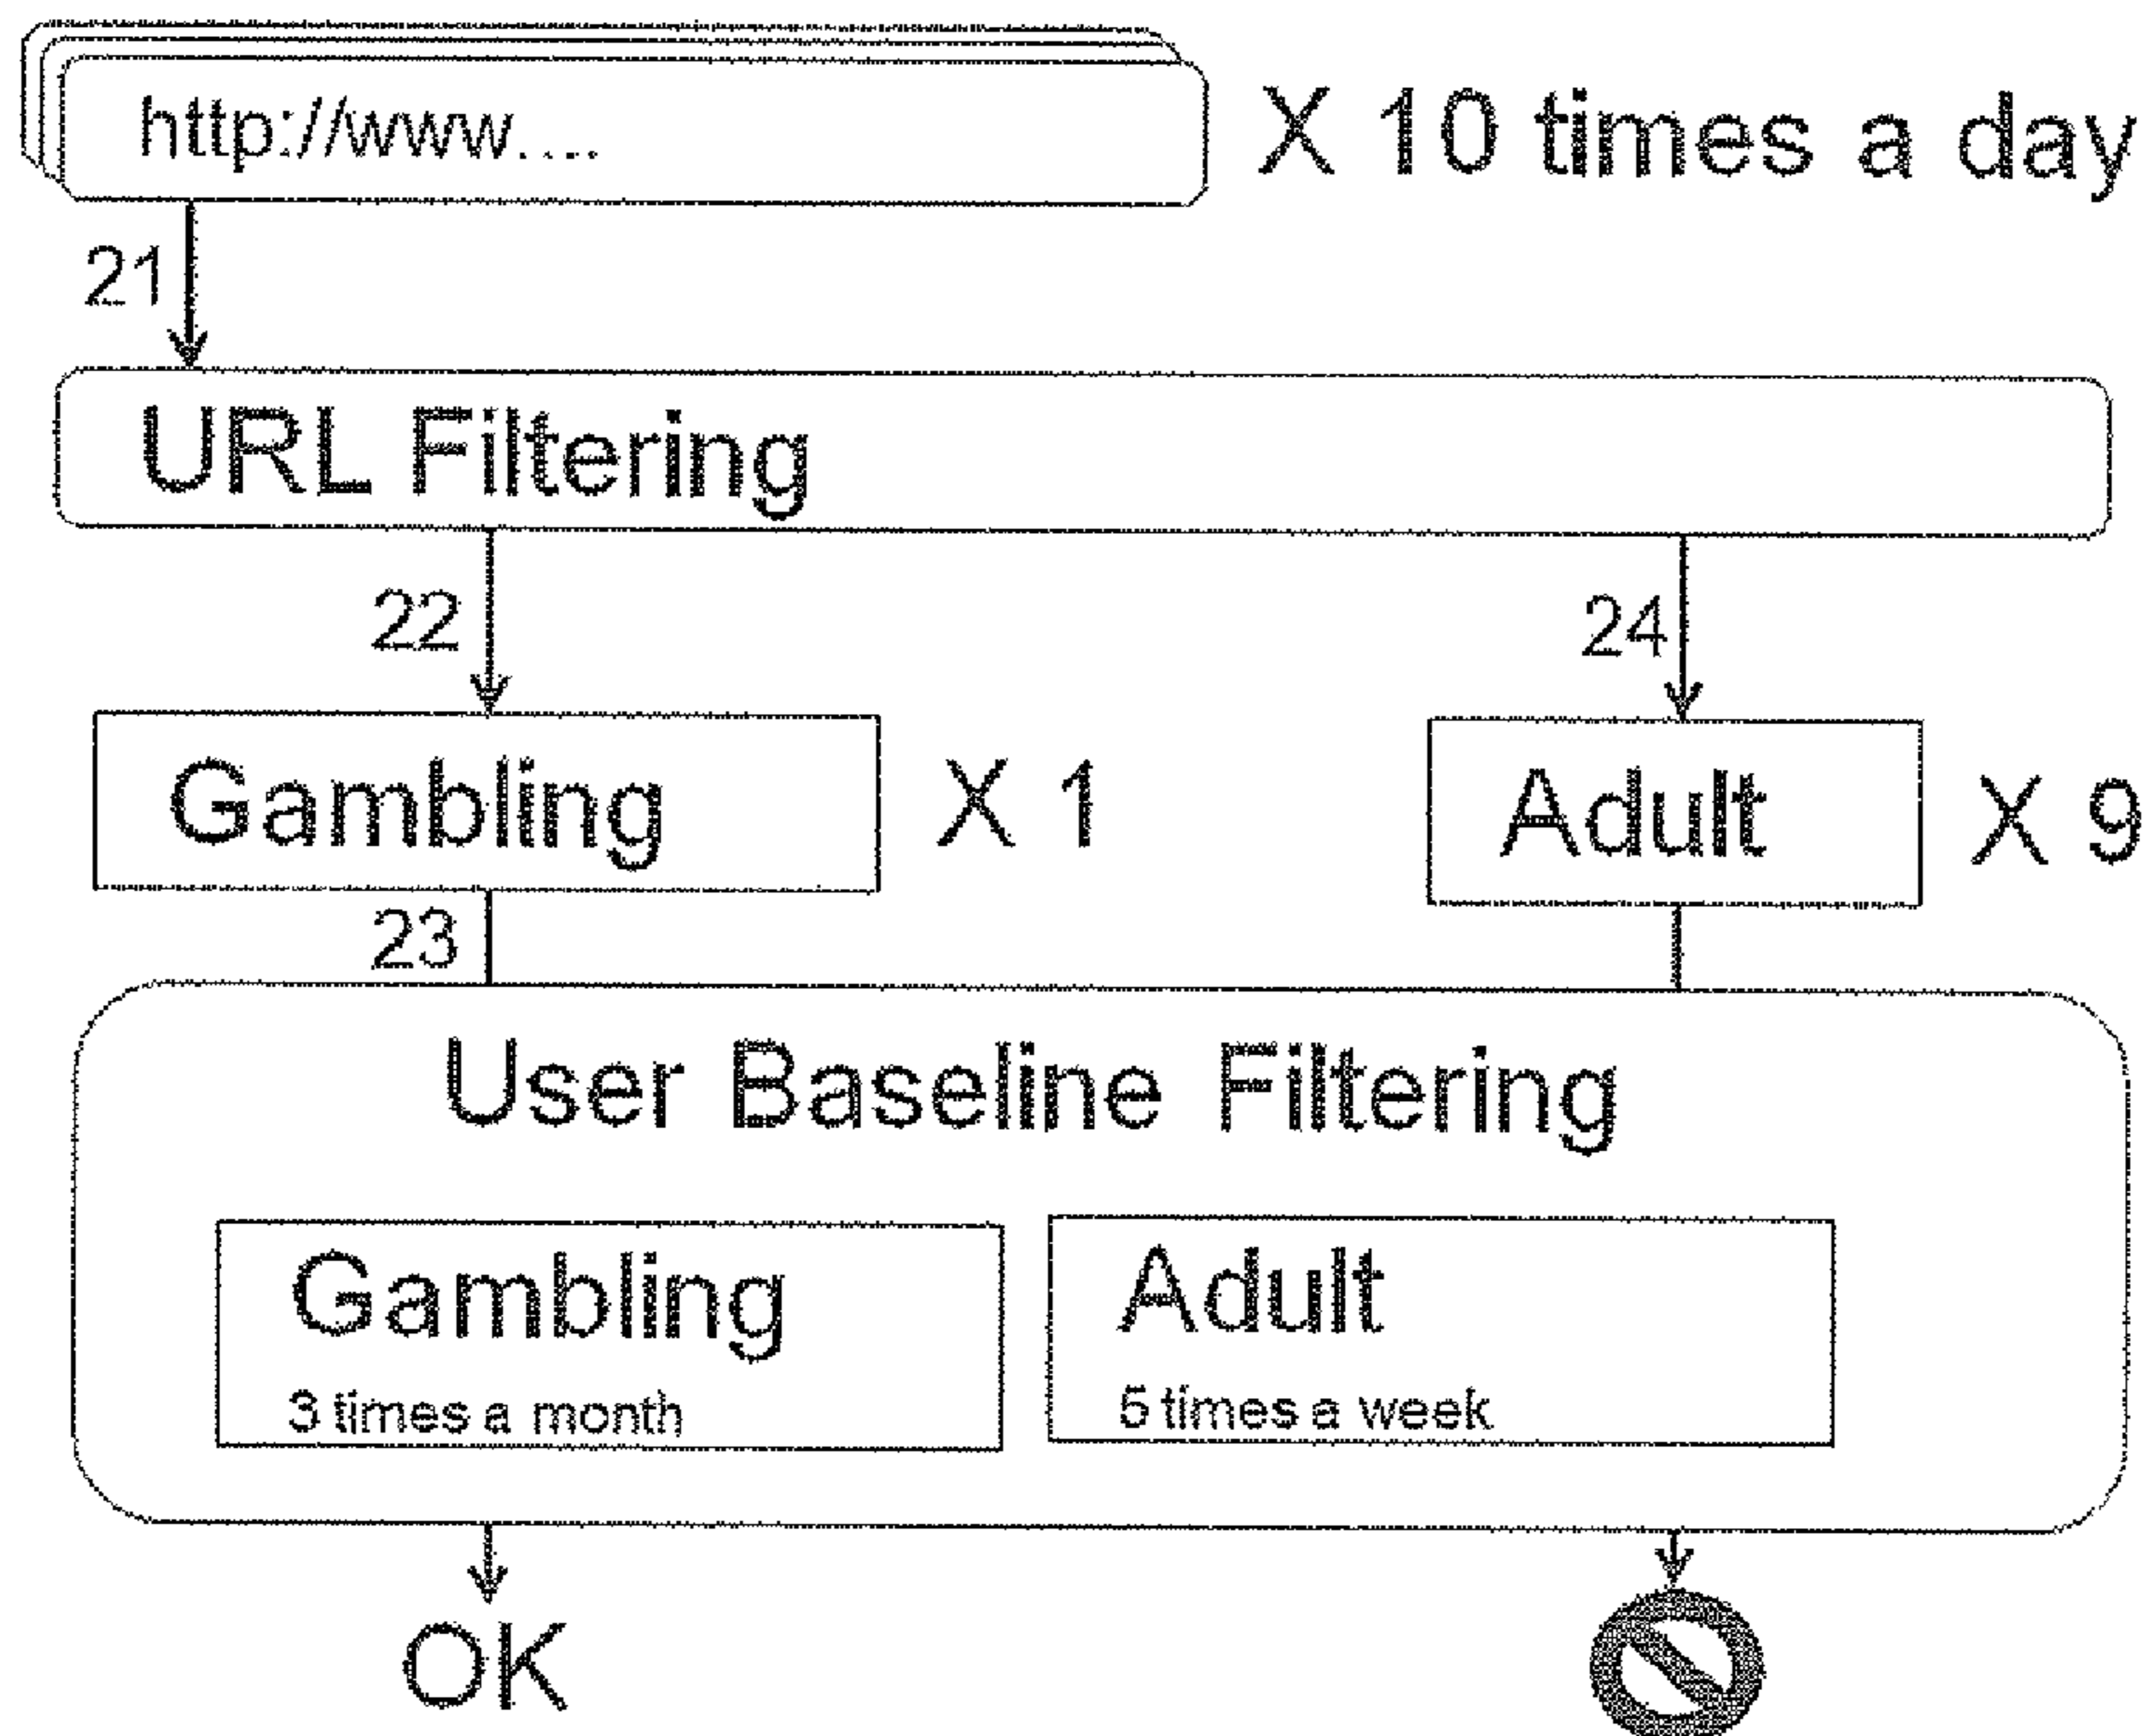 http://www....
X 10 times a day
21
URL Filtering
22
24
Gambling
X 1
Adult
X 9
23
User Baseline Filtering
Gambling
3 times a month
Adult
5 times a week
OK